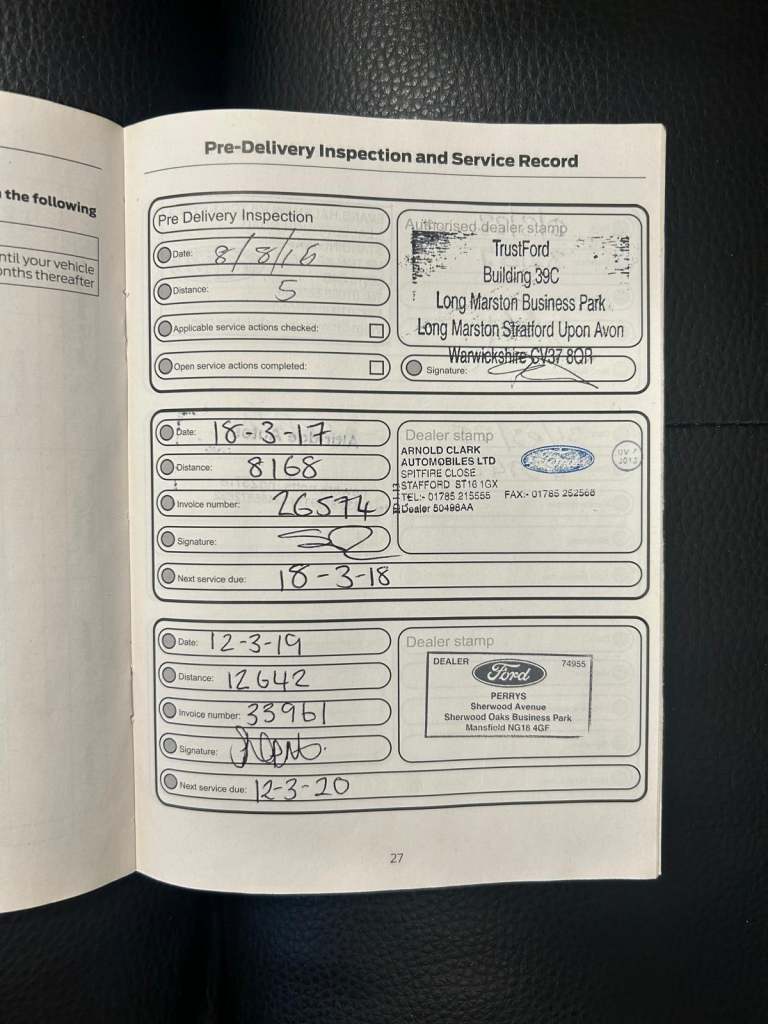 n the following
ntil your vehicle
onths thereafter
Pre-Delivery Inspection and Service Record
Pre Delivery Inspection
Date: 8/8/16
Distance: 5
Applicable service actions checked:
Open service actions completed:
Authorised dealer stamp
TrustFord
Building 39C
Long Marston Business Park
Long Marston Stratford Upon Avon
Warwickshire CV37 8QR
Signature:
Date: 18-3-17
Distance: 8168
Invoice number: 26574
Signature:
Next service due: 18-3-18
Dealer stamp
ARNOLD CLARK
AUTOMOBILES LTD
SPITFIRE CLOSE
STAFFORD ST16 1GX
TEL:- 01785 215555 FAX:- 01785 252568
Dealer 50498AA
Date: 12-3-19
Distance: 12642
Invoice number: 33961
Signature:
Next service due: 12-3-20
Dealer stamp
DEALER 74955
Ford
PERRYS
Sherwood Avenue
Sherwood Oaks Business Park
Mansfield NG18 4GF
27